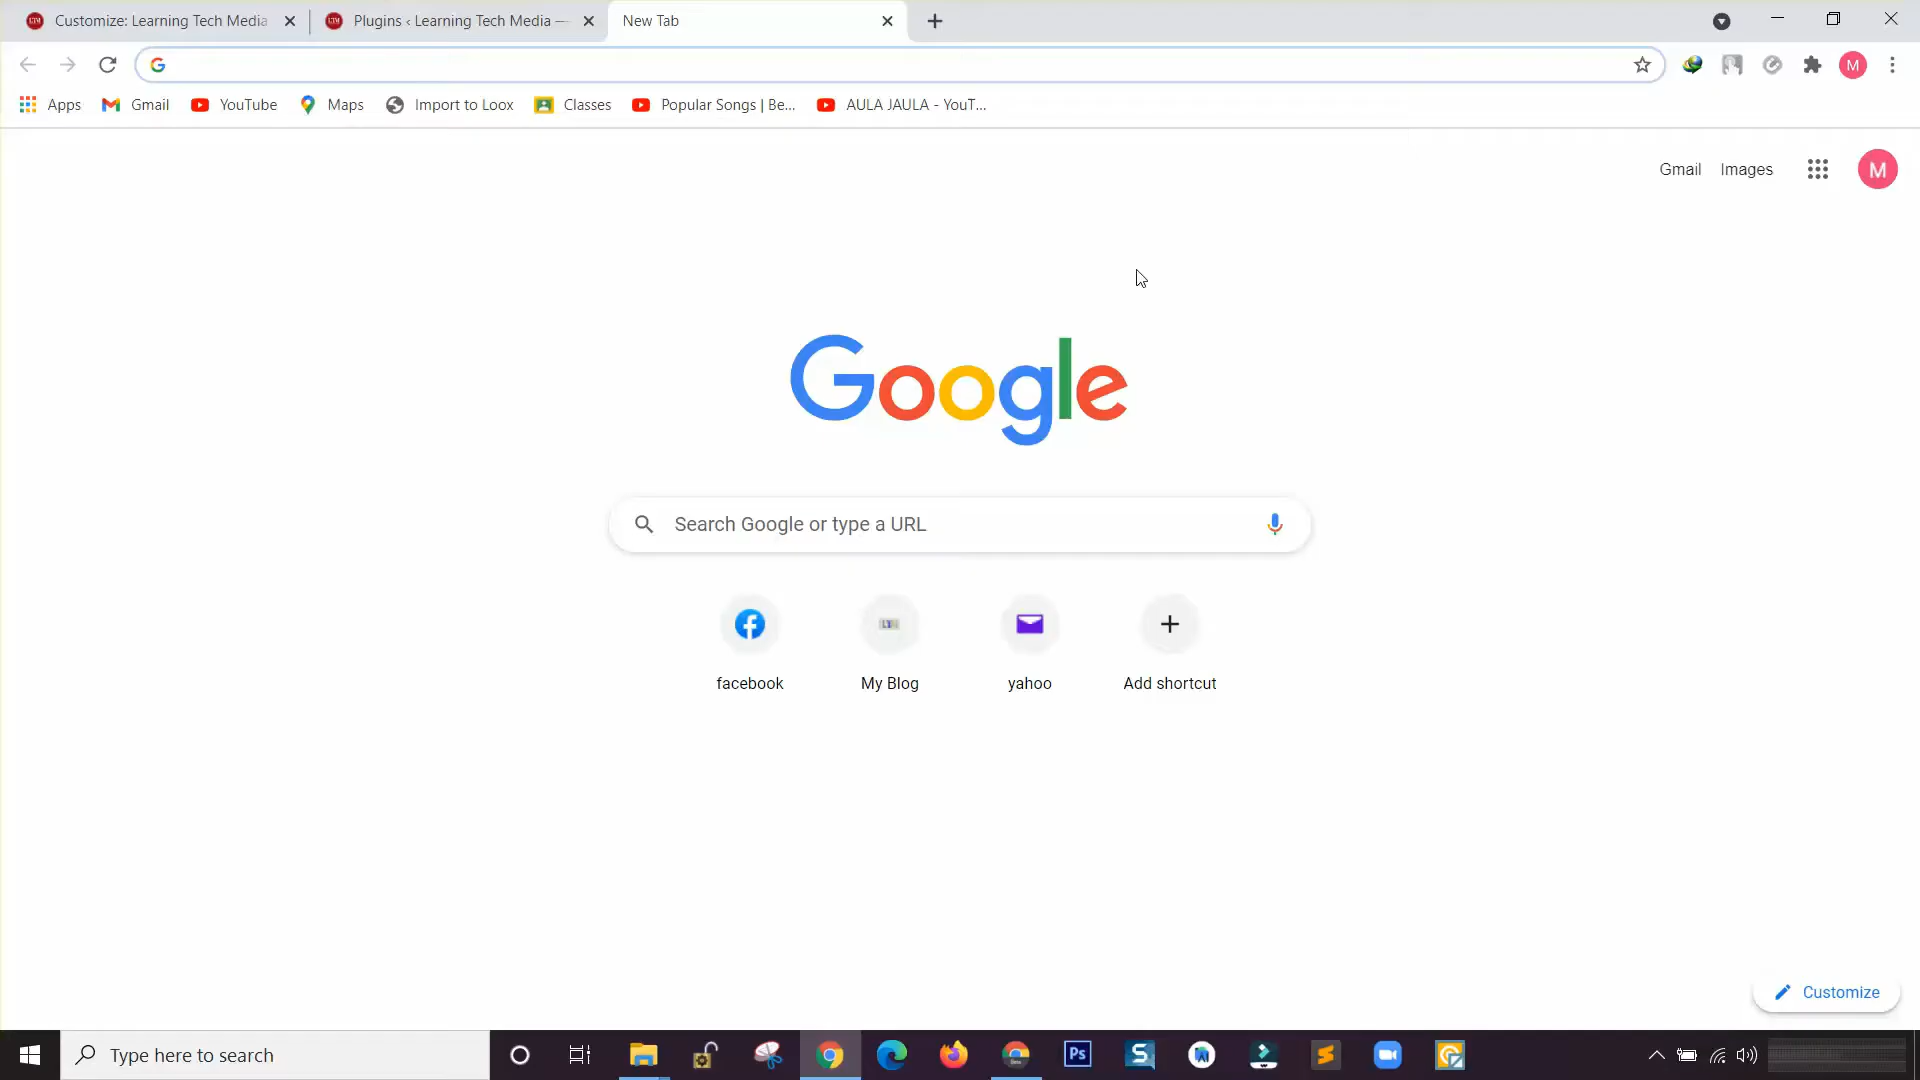 Customize: Learning Tech Media
Plugins ‹ Learning Tech Media —
New Tab
G
M
Apps
Gmail
YouTube
Maps
Import to Loox
Classes
Popular Songs | Be...
AULA JAULA - YouT...
Gmail
Images
M
Google
Search Google or type a URL
facebook
My Blog
yahoo
Add shortcut
Customize
Type here to search
Ps